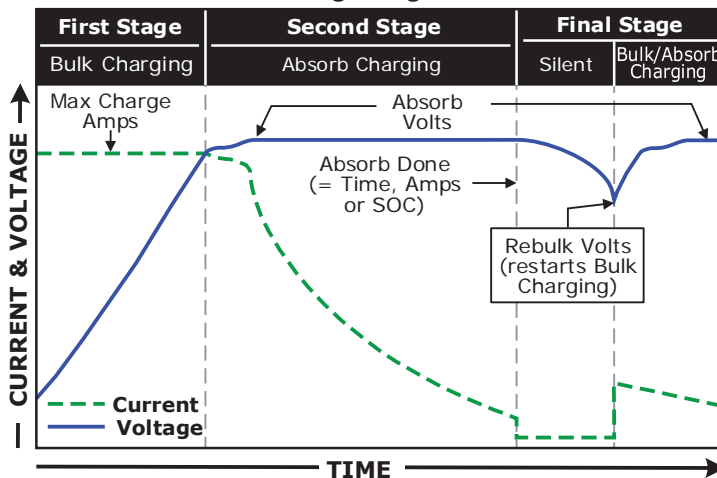 First Stage
Second Stage
Final Stage
Bulk Charging
Absorb Charging
Silent
Bulk/Absorb
Charging
Max Charge
Amps
Absorb
Volts
Absorb Done
(= Time, Amps
or SOC)
Rebulk Volts
(restarts Bulk
Charging)
CURRENT & VOLTAGE
Current
Voltage
TIME